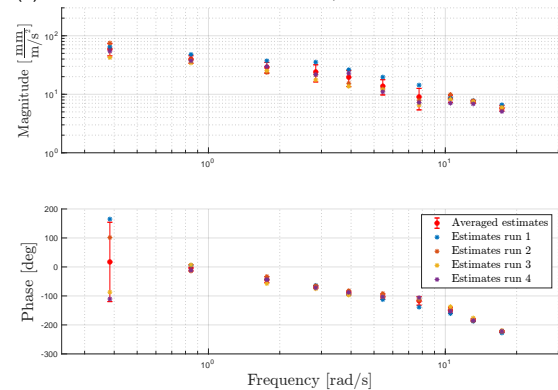 Magnitude [mm/m/s²]
10²
10¹
10⁰
10⁰
10¹
200
100
0
-100
-200
-300
Phase [deg]
Averaged estimates
Estimates run 1
Estimates run 2
Estimates run 3
Estimates run 4
10⁰
10¹
Frequency [rad/s]